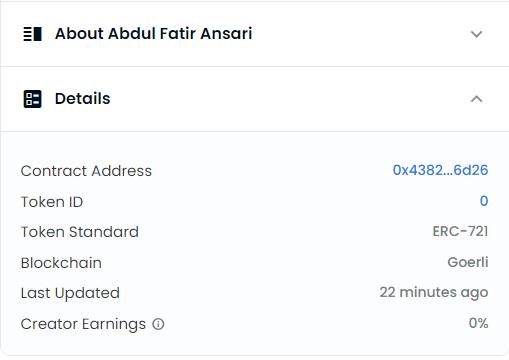 About Abdul Fatir Ansari
Details
Contract Address 0x4382...6d26
Token ID 0
Token Standard ERC-721
Blockchain Goerli
Last Updated 22 minutes ago
Creator Earnings 0%